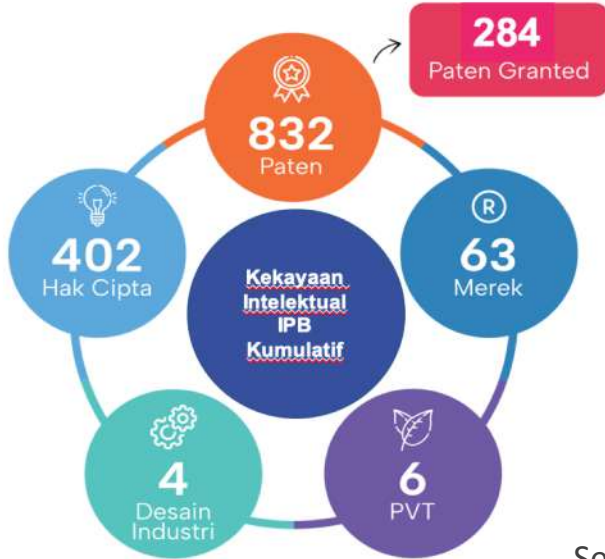 284
Paten Granted
832
Paten
402
Hak Cipta
R
63
Merek
Kekayaan
Intelektual
IPB
Kumulatif
4
Desain
Industri
6
PVT